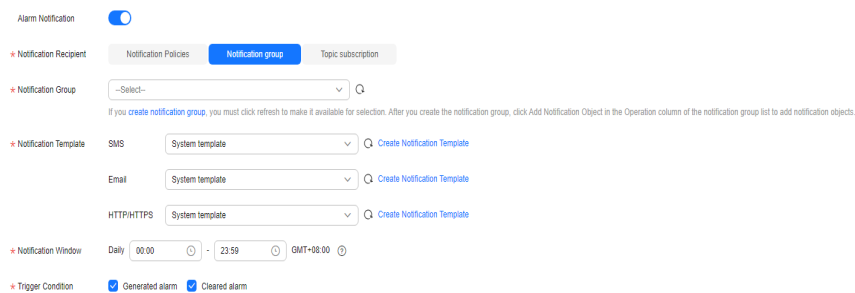 Alarm Notification
* Notification Recipient Notification Policies Notification group Topic subscription
* Notification Group --Select--
If you create notification group, you must click refresh to make it available for selection. After you create the notification group, click Add Notification Object in the Operation column of the notification group list to add notification objects.
* Notification Template SMS System template Create Notification Template
Email System template Create Notification Template
HTTP/HTTPS System template Create Notification Template
* Notification Window Daily 00:00 - 23:59 GMT+08:00 ?
* Trigger Condition Generated alarm Cleared alarm